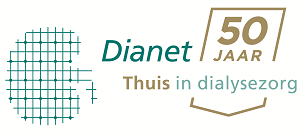 Dianet
50
JAAR
Thuis in dialysezorg